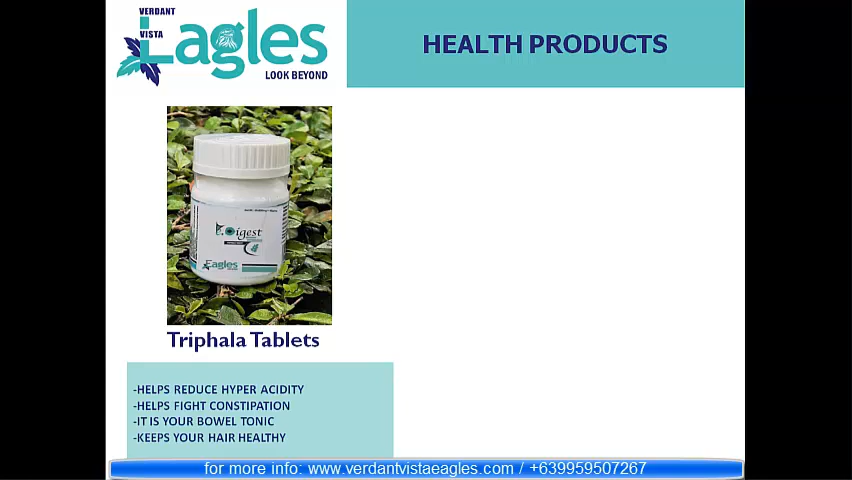 VERDANT
VISTA
Eagles
LOOK BEYOND
HEALTH PRODUCTS
Eagles
Triphala Tablets
-HELPS REDUCE HYPER ACIDITY
-HELPS FIGHT CONSTIPATION
-IT IS YOUR BOWEL TONIC
-KEEPS YOUR HAIR HEALTHY
for more info: www.verdantvistaeagles.com / +639959507267